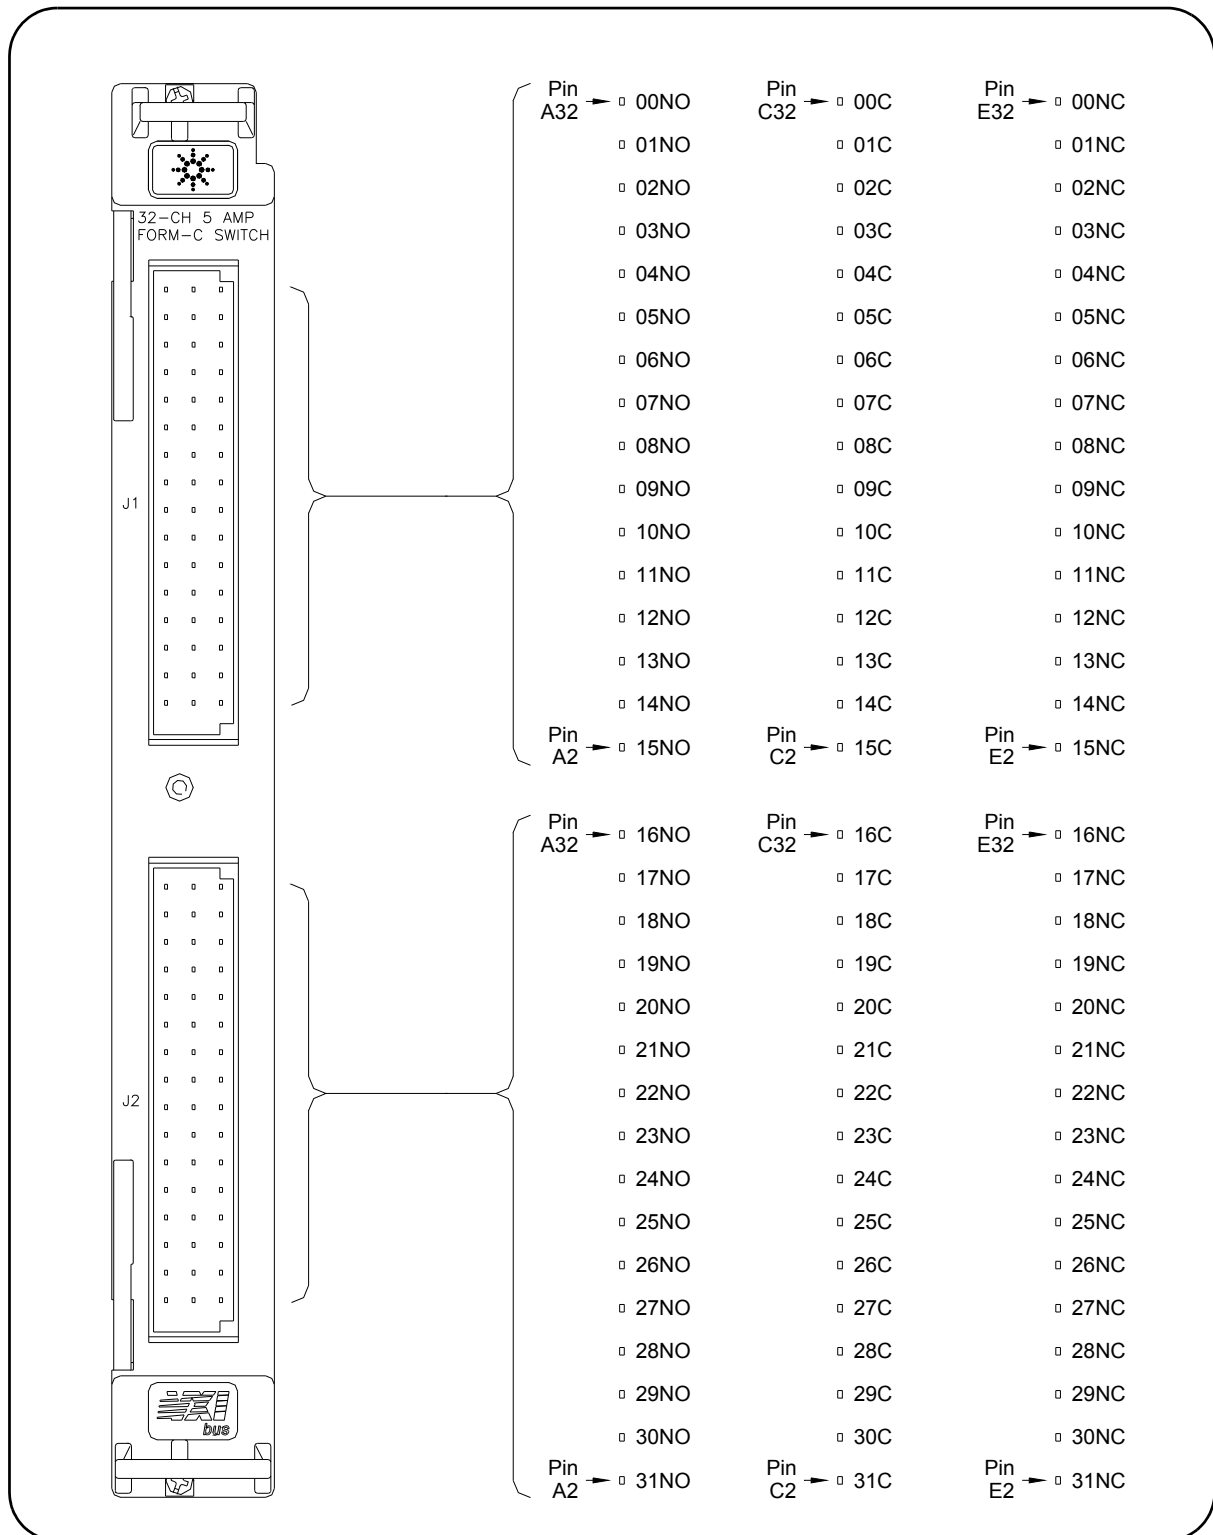 32-CH 5 AMP
FORM-C SWITCH
J1
Pin A32 00NO Pin C32 00C Pin E32 00NC
01NO 01C 01NC
02NO 02C 02NC
03NO 03C 03NC
04NO 04C 04NC
05NO 05C 05NC
06NO 06C 06NC
07NO 07C 07NC
08NO 08C 08NC
09NO 09C 09NC
10NO 10C 10NC
11NO 11C 11NC
12NO 12C 12NC
13NO 13C 13NC
14NO 14C 14NC
Pin A2 15NO Pin C2 15C Pin E2 15NC
J2
Pin A32 16NO Pin C32 16C Pin E32 16NC
17NO 17C 17NC
18NO 18C 18NC
19NO 19C 19NC
20NO 20C 20NC
21NO 21C 21NC
22NO 22C 22NC
23NO 23C 23NC
24NO 24C 24NC
25NO 25C 25NC
26NO 26C 26NC
27NO 27C 27NC
28NO 28C 28NC
29NO 29C 29NC
30NO 30C 30NC
Pin A2 31NO Pin C2 31C Pin E2 31NC
VXI
bus